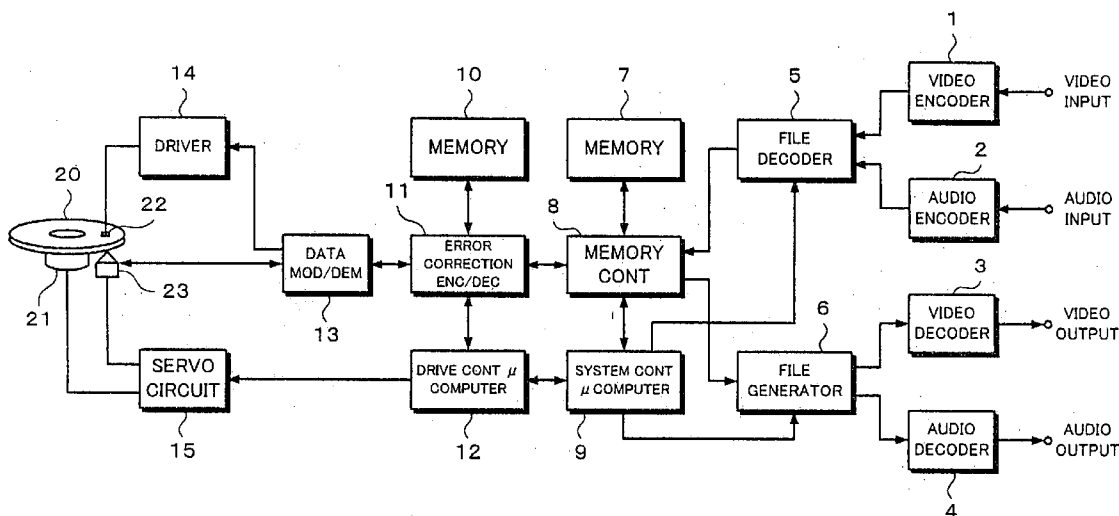 1
VIDEO
ENCODER
VIDEO
INPUT
14
10
7
5
DRIVER
MEMORY
MEMORY
FILE
DECODER
2
AUDIO
ENCODER
AUDIO
INPUT
20
22
11
8
ERROR
CORRECTION
ENC/DEC
MEMORY
CONT
DATA
MOD/DEM
13
21
23
3
VIDEO
DECODER
VIDEO
OUTPUT
6
SERVO
CIRCUIT
15
DRIVE CONT μ
COMPUTER
12
SYSTEM CONT
μ COMPUTER
9
FILE
GENERATOR
AUDIO
DECODER
4
AUDIO
OUTPUT